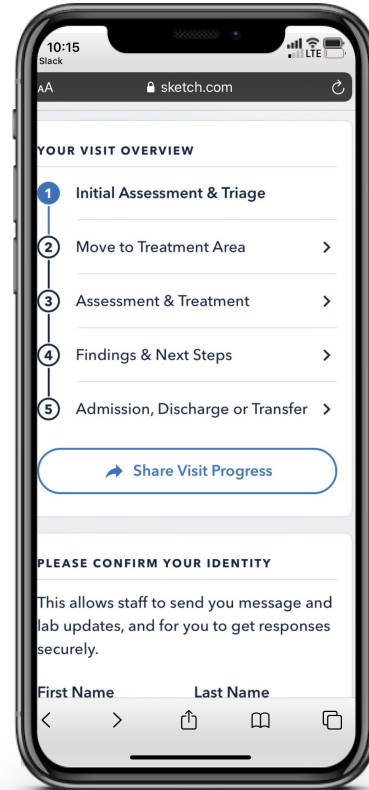 10:15
LTE
Slack
AA sketch.com
YOUR VISIT OVERVIEW
1 Initial Assessment & Triage
2 Move to Treatment Area
3 Assessment & Treatment
4 Findings & Next Steps
5 Admission, Discharge or Transfer
Share Visit Progress
PLEASE CONFIRM YOUR IDENTITY
This allows staff to send you message and
lab updates, and for you to get responses
securely.
First Name Last Name